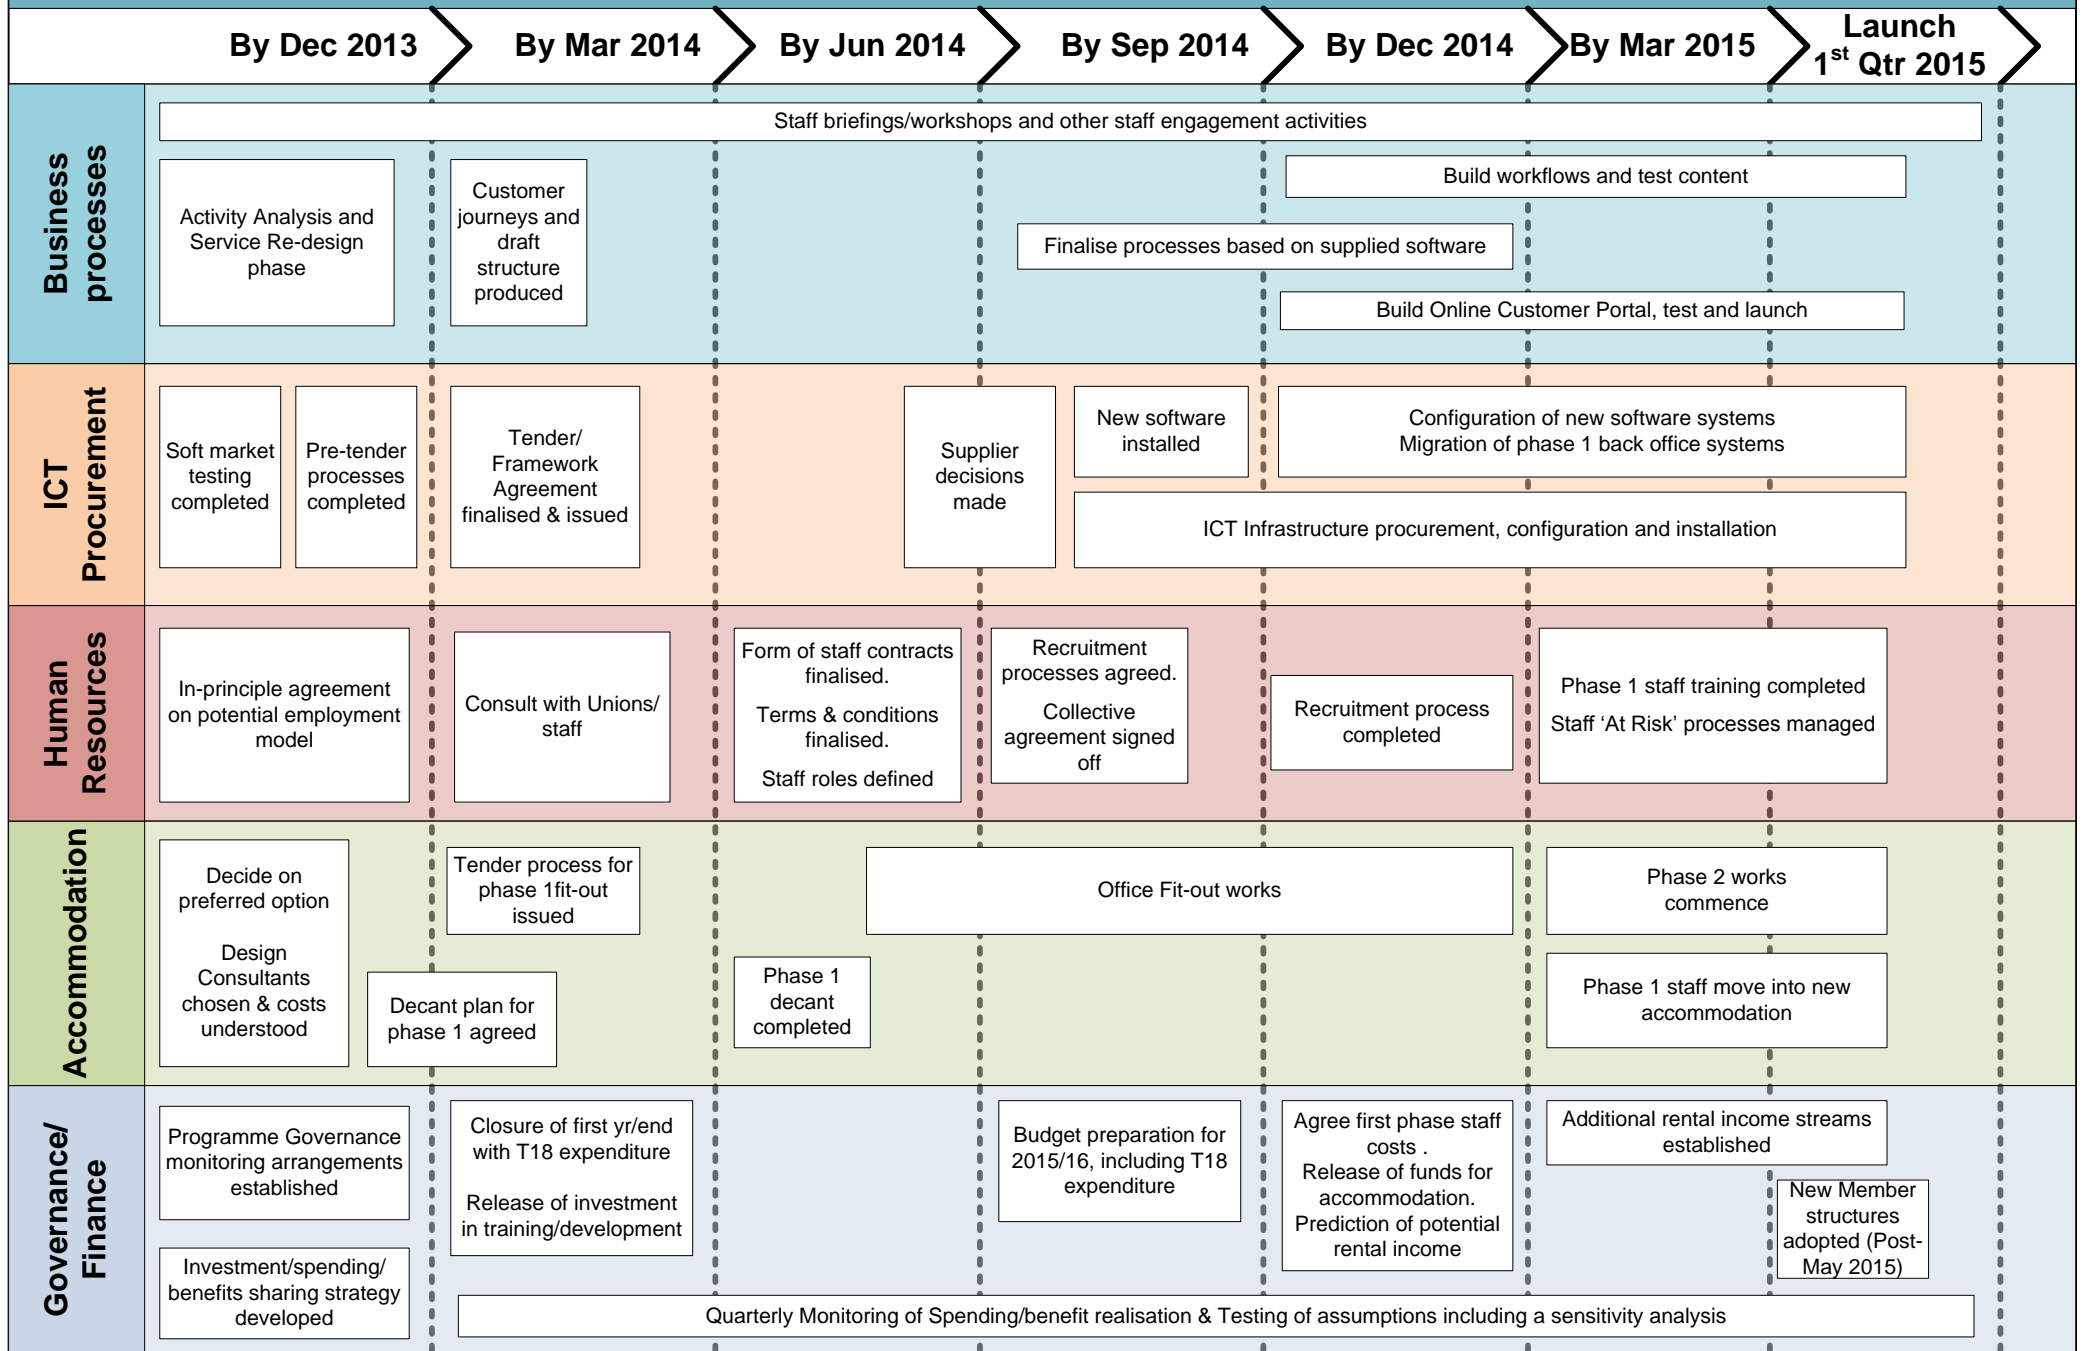 By Dec 2013
By Mar 2014
By Jun 2014
By Sep 2014
By Dec 2014
By Mar 2015
Launch
1st Qtr 2015
Business
processes
Staff briefings/workshops and other staff engagement activities
Activity Analysis and
Service Re-design
phase
Customer
journeys and
draft
structure
produced
Build workflows and test content
Finalise processes based on supplied software
Build Online Customer Portal, test and launch
ICT
Procurement
Soft market
testing
completed
Pre-tender
processes
completed
Tender/
Framework
Agreement
finalised & issued
Supplier
decisions
made
New software
installed
Configuration of new software systems
Migration of phase 1 back office systems
ICT Infrastructure procurement, configuration and installation
Human
Resources
In-principle agreement
on potential employment
model
Consult with Unions/
staff
Form of staff contracts
finalised.
Terms & conditions
finalised.
Staff roles defined
Recruitment
processes agreed.
Collective
agreement signed
off
Recruitment process
completed
Phase 1 staff training completed
Staff ‘At Risk’ processes managed
Accommodation
Decide on
preferred option
Design
Consultants
chosen & costs
understood
Decant plan for
phase 1 agreed
Tender process for
phase 1fit-out
issued
Phase 1
decant
completed
Office Fit-out works
Phase 2 works
commence
Phase 1 staff move into new
accommodation
Governance/
Finance
Programme Governance
monitoring arrangements
established
Investment/spending/
benefits sharing strategy
developed
Closure of first yr/end
with T18 expenditure
Release of investment
in training/development
Budget preparation for
2015/16, including T18
expenditure
Agree first phase staff
costs .
Release of funds for
accommodation.
Prediction of potential
rental income
Additional rental income streams
established
New Member
structures
adopted (Post-
May 2015)
Quarterly Monitoring of Spending/benefit realisation & Testing of assumptions including a sensitivity analysis